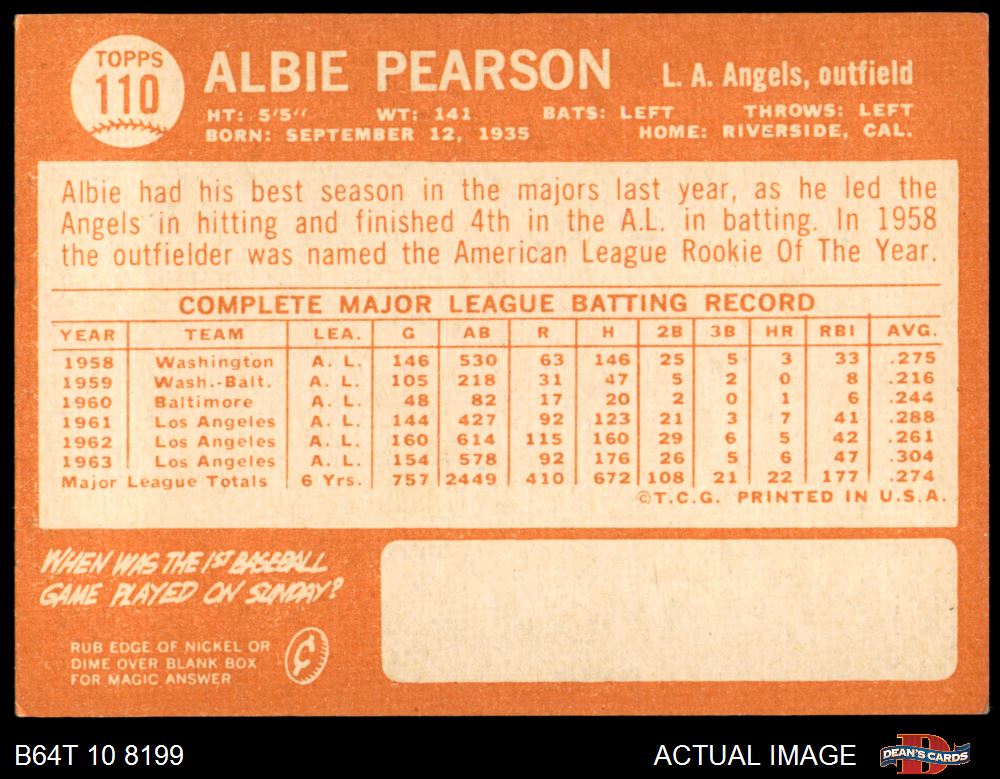 TOPPS
110
ALBIE PEARSON
L. A. Angels, outfield
HT: 5'5" WT: 141 BATS: LEFT THROWS: LEFT
BORN: SEPTEMBER 12, 1935 HOME: RIVERSIDE, CAL.
Albie had his best season in the majors last year, as he led the
Angels in hitting and finished 4th in the A.L. in batting. In 1958
the outfielder was named the American League Rookie Of The Year.
COMPLETE MAJOR LEAGUE BATTING RECORD
YEAR TEAM LEA. G AB R H 2B 3B HR RBI AVG.
1958 Washington A. L. 146 530 63 146 25 5 3 33 .275
1959 Wash.-Balt. A. L. 105 218 31 47 5 2 0 8 .216
1960 Baltimore A. L. 48 82 17 20 2 0 1 6 .244
1961 Los Angeles A. L. 144 427 92 123 21 3 7 41 .288
1962 Los Angeles A. L. 160 614 115 160 29 6 5 42 .261
1963 Los Angeles A. L. 154 578 92 176 26 5 6 47 .304
Major League Totals 6 Yrs. 757 2449 410 672 108 21 22 177 .274
©T.C.G. PRINTED IN U.S.A.
WHEN WAS THE 1ST BASEBALL
GAME PLAYED ON SUNDAY?
RUB EDGE OF NICKEL OR
DIME OVER BLANK BOX
FOR MAGIC ANSWER
¢
B64T 10 8199 ACTUAL IMAGE
D
DEAN'S CARDS